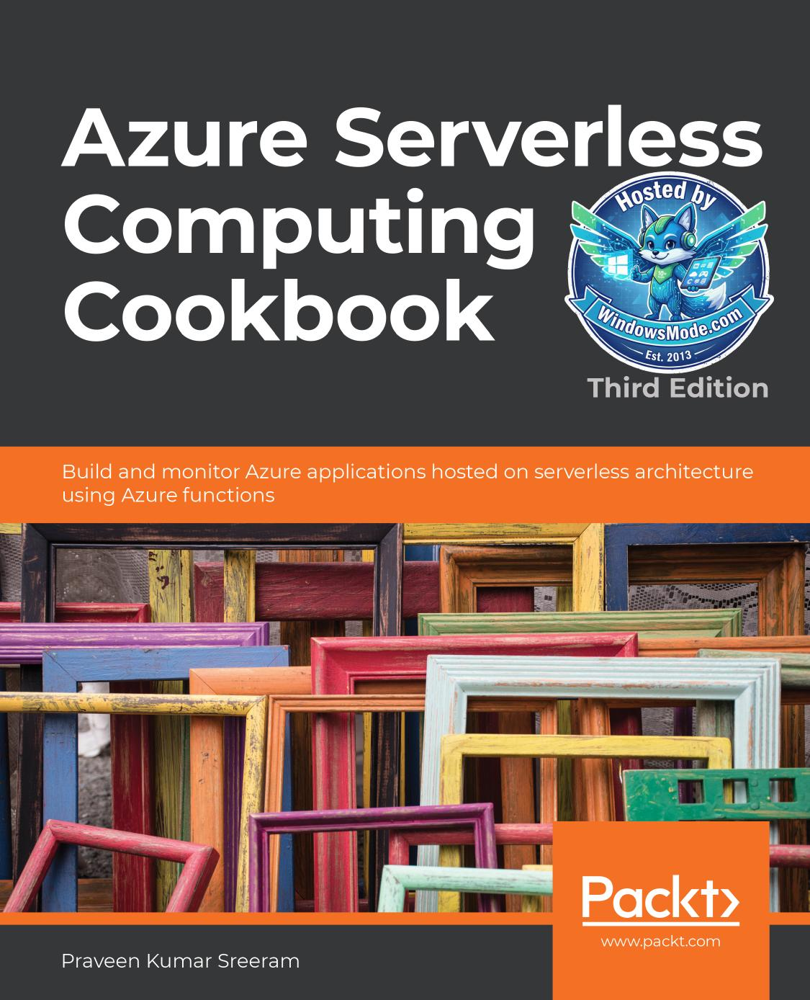 Azure Serverless
Computing
Cookbook
Hosted by
10+
WindowsMode.com
Est. 2013
Third Edition
Build and monitor Azure applications hosted on serverless architecture
using Azure functions
Packt>
www.packt.com
Praveen Kumar Sreeram